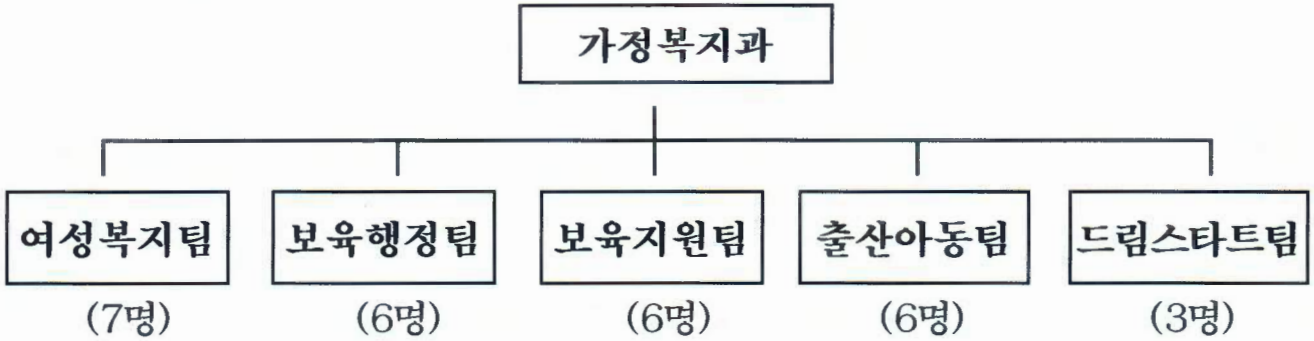 가정복지과
여성복지팀 보육행정팀 보육지원팀 출산아동팀 드림스타트팀
(7명) (6명) (6명) (6명) (3명)